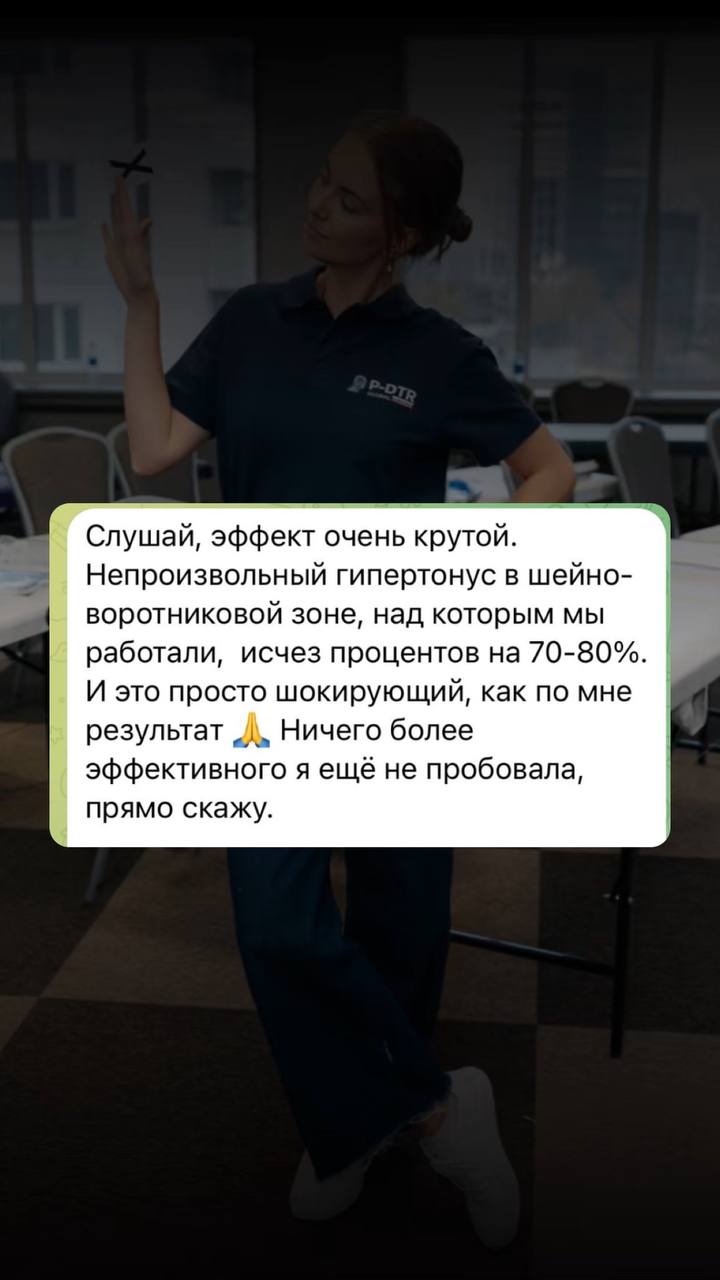 P-DTR
Слушай, эффект очень крутой.
Непроизвольный гипертонус в шейно-
воротниковой зоне, над которым мы
работали,  исчез процентов на 70-80%.
И это просто шокирующий, как по мне
результат 🙏 Ничего более
эффективного я ещё не пробовала,
прямо скажу.